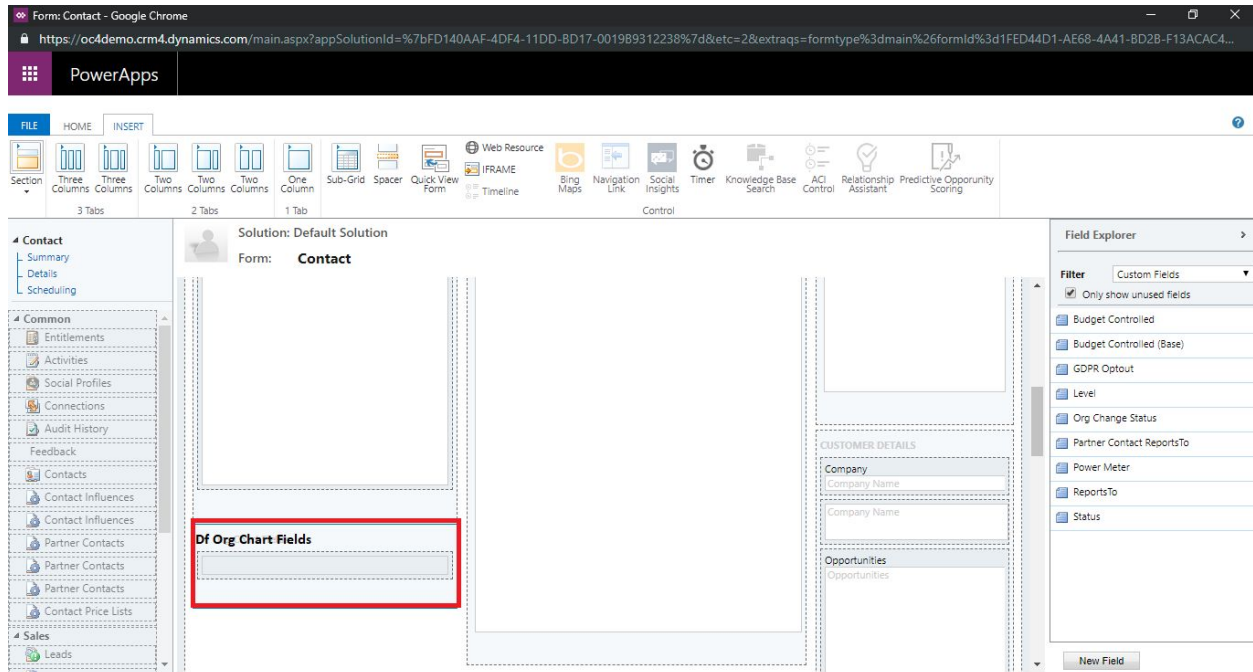 Form: Contact - Google Chrome
https://oc4demo.crm4.dynamics.com/main.aspx?appSolutionId=%7bFD140AAF-4DF4-11DD-BD17-0019B9312238%7d&etc=2&extraqs=formtype%3dmain%26formId%3d1FED44D1-AE68-4A41-BD2B-F13ACAC4...
PowerApps
FILE HOME INSERT
Section
Three Columns
Three Columns
3 Tabs
Two Columns
Two Columns
Two Columns
2 Tabs
One Column
1 Tab
Sub-Grid
Spacer
Quick View Form
Web Resource
IFRAME
Timeline
Bing Maps
Navigation Link
Social Insights
Timer
Knowledge Base Search
ACI Control
Relationship Assistant
Predictive Opporunity Scoring
Control
Contact
Summary
Details
Scheduling
Common
Entitlements
Activities
Social Profiles
Connections
Audit History
Feedback
Contacts
Contact Influences
Contact Influences
Partner Contacts
Partner Contacts
Partner Contacts
Contact Price Lists
Sales
Leads
Solution: Default Solution
Form: Contact
Df Org Chart Fields
CUSTOMER DETAILS
Company
Company Name
Company Name
Opportunities
Opportunities
Field Explorer >
Filter Custom Fields
Only show unused fields
Budget Controlled
Budget Controlled (Base)
GDPR Optout
Level
Org Change Status
Partner Contact ReportsTo
Power Meter
ReportsTo
Status
New Field